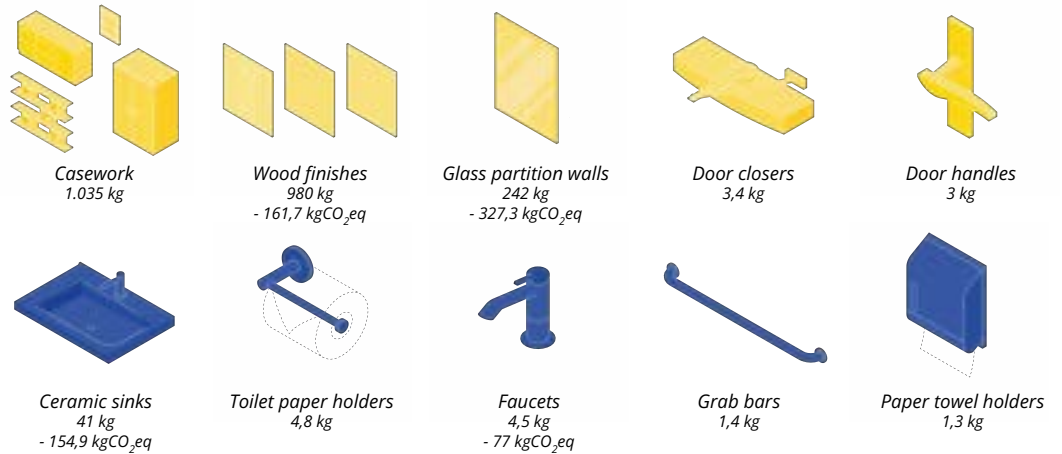 Casework
1.035 kg
Wood finishes
980 kg
- 161,7 kgCO₂eq
Glass partition walls
242 kg
- 327,3 kgCO₂eq
Door closers
3,4 kg
Door handles
3 kg
Ceramic sinks
41 kg
- 154,9 kgCO₂eq
Toilet paper holders
4,8 kg
Faucets
4,5 kg
- 77 kgCO₂eq
Grab bars
1,4 kg
Paper towel holders
1,3 kg